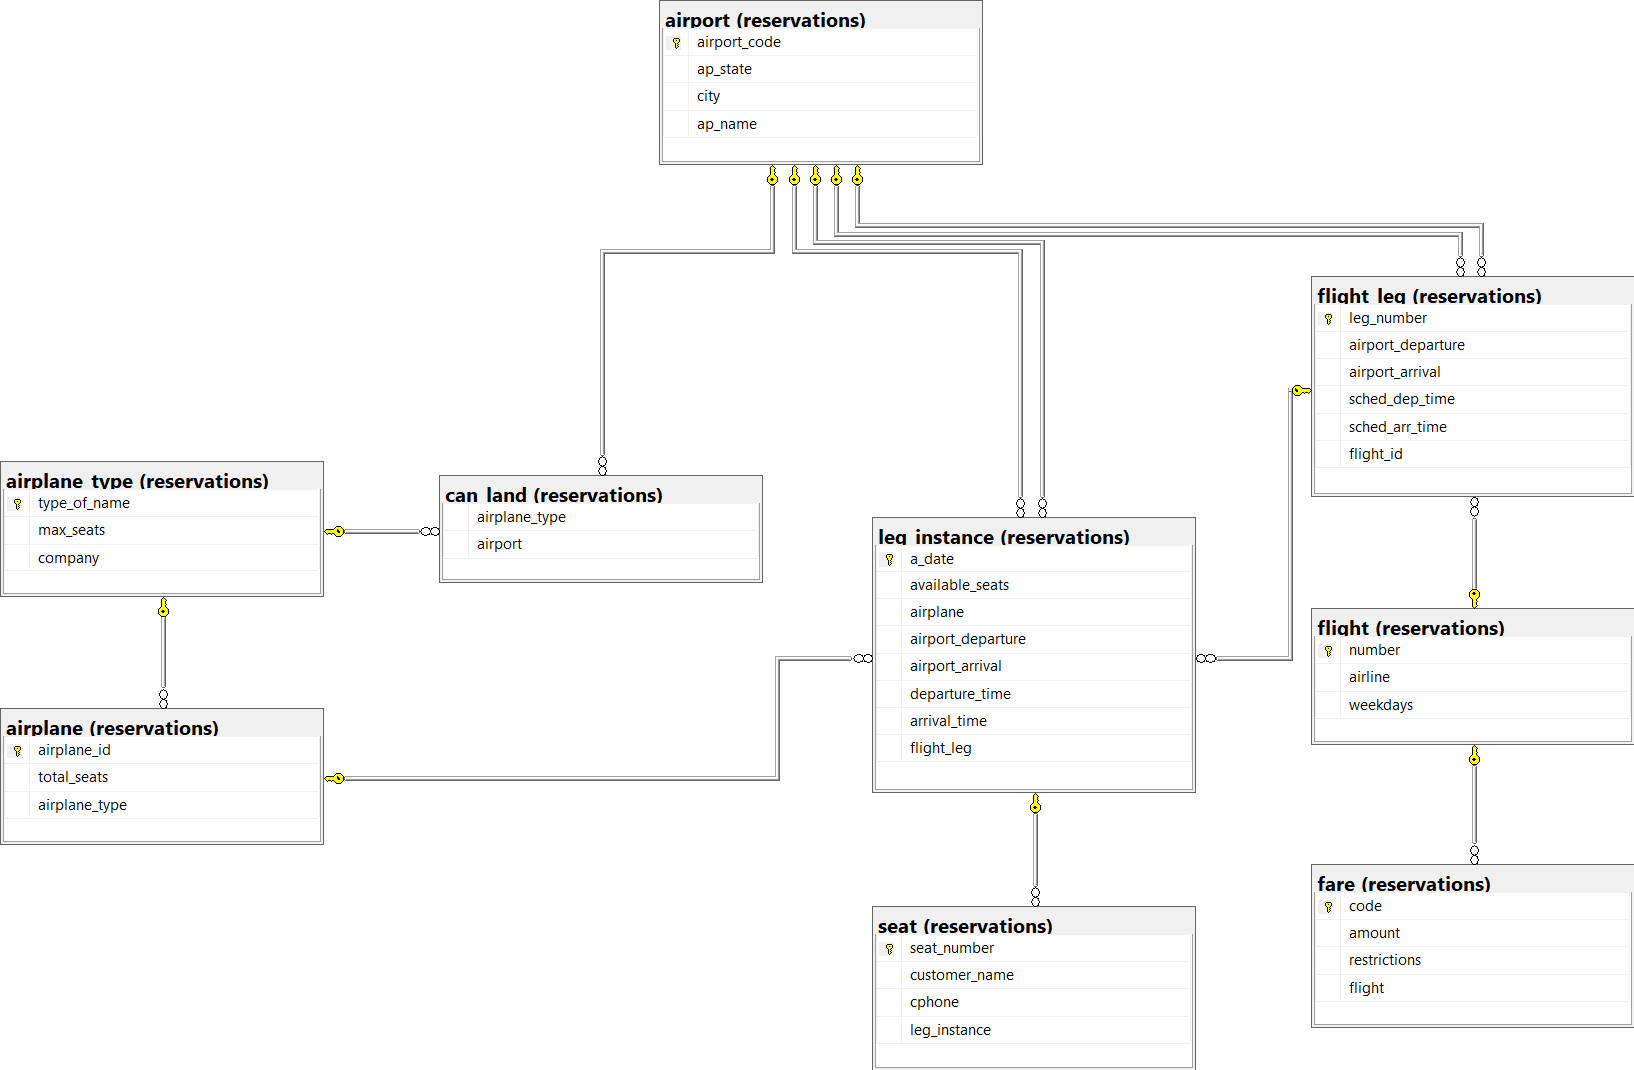 airport (reservations)
airport_code
ap_state
city
ap_name
flight_leg (reservations)
leg_number
airport_departure
airport_arrival
sched_dep_time
sched_arr_time
flight_id
airplane_type (reservations)
type_of_name
max_seats
company
can_land (reservations)
airplane_type
airport
leg_instance (reservations)
a_date
available_seats
airplane
airport_departure
airport_arrival
departure_time
arrival_time
flight_leg
flight (reservations)
number
airline
weekdays
airplane (reservations)
airplane_id
total_seats
airplane_type
seat (reservations)
seat_number
customer_name
cphone
leg_instance
fare (reservations)
code
amount
restrictions
flight